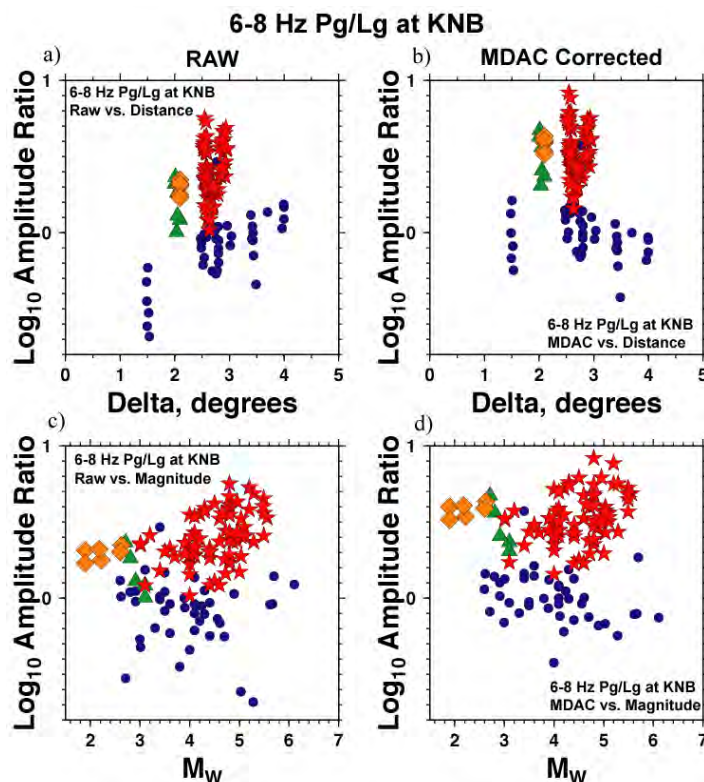 6-8 Hz Pg/Lg at KNB
a)
RAW
b)
MDAC Corrected
1
6-8 Hz Pg/Lg at KNB
Raw vs. Distance
0
Log10 Amplitude Ratio
0 1 2 3 4 5
Delta, degrees
1
0
Log10 Amplitude Ratio
6-8 Hz Pg/Lg at KNB
MDAC vs. Distance
0 1 2 3 4 5
Delta, degrees
c)
d)
1
6-8 Hz Pg/Lg at KNB
Raw vs. Magnitude
0
Log10 Amplitude Ratio
2 3 4 5 6 7
MW
1
0
Log10 Amplitude Ratio
6-8 Hz Pg/Lg at KNB
MDAC vs. Magnitude
2 3 4 5 6 7
MW